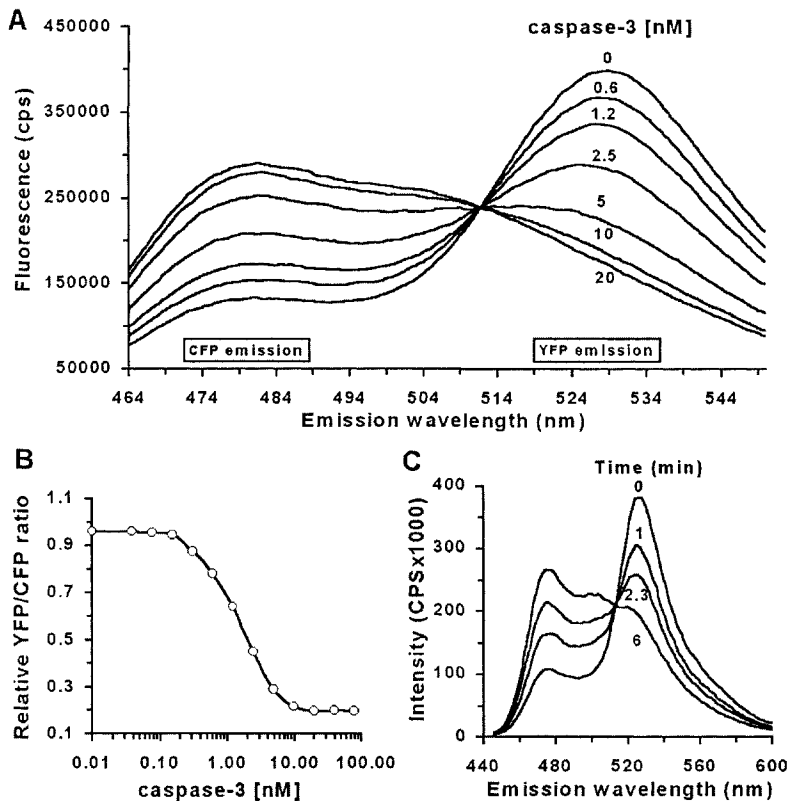 A
caspase-3 [nM]
450000
350000
250000
150000
50000
Fluorescence (cps)
0
0.6
1.2
2.5
5
10
20
CFP emission
YFP emission
464 474 484 494 504 514 524 534 544
Emission wavelength (nm)
B
1.1
0.9
0.7
0.5
0.3
0.1
Relative YFP/CFP ratio
0.01 0.10 1.00 10.00 100.00
caspase-3 [nM]
C
Time (min)
400
300
200
100
0
Intensity (CPSx1000)
0
1
2.3
6
440 480 520 560 600
Emission wavelength (nm)